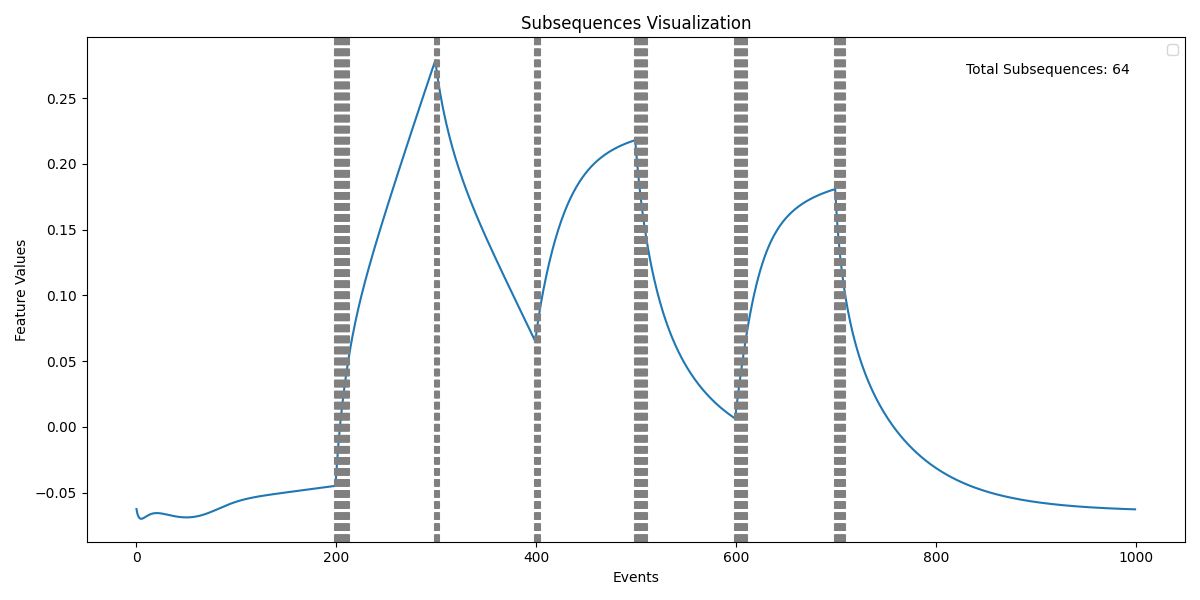 Subsequences Visualization
Total Subsequences: 64
Feature Values
0.25
0.20
0.15
0.10
0.05
0.00
−0.05
0 200 400 600 800 1000
Events